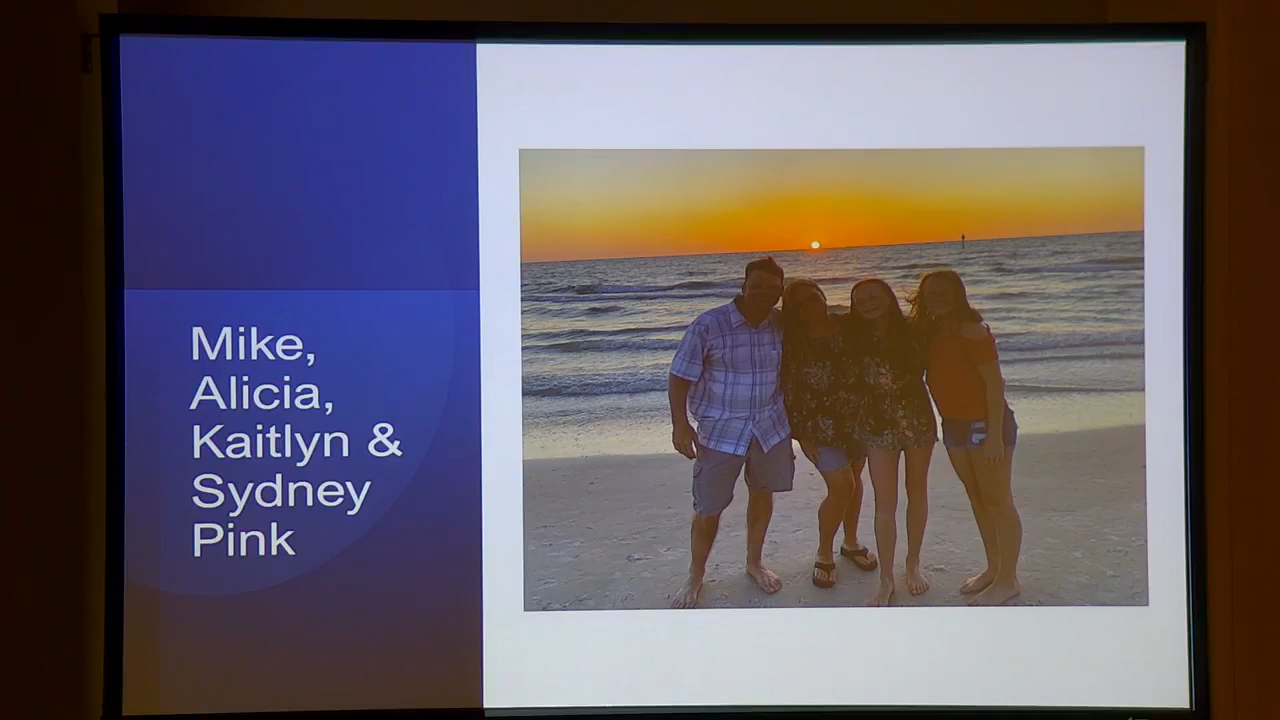 Mike,
Alicia,
Kaitlyn &
Sydney
Pink